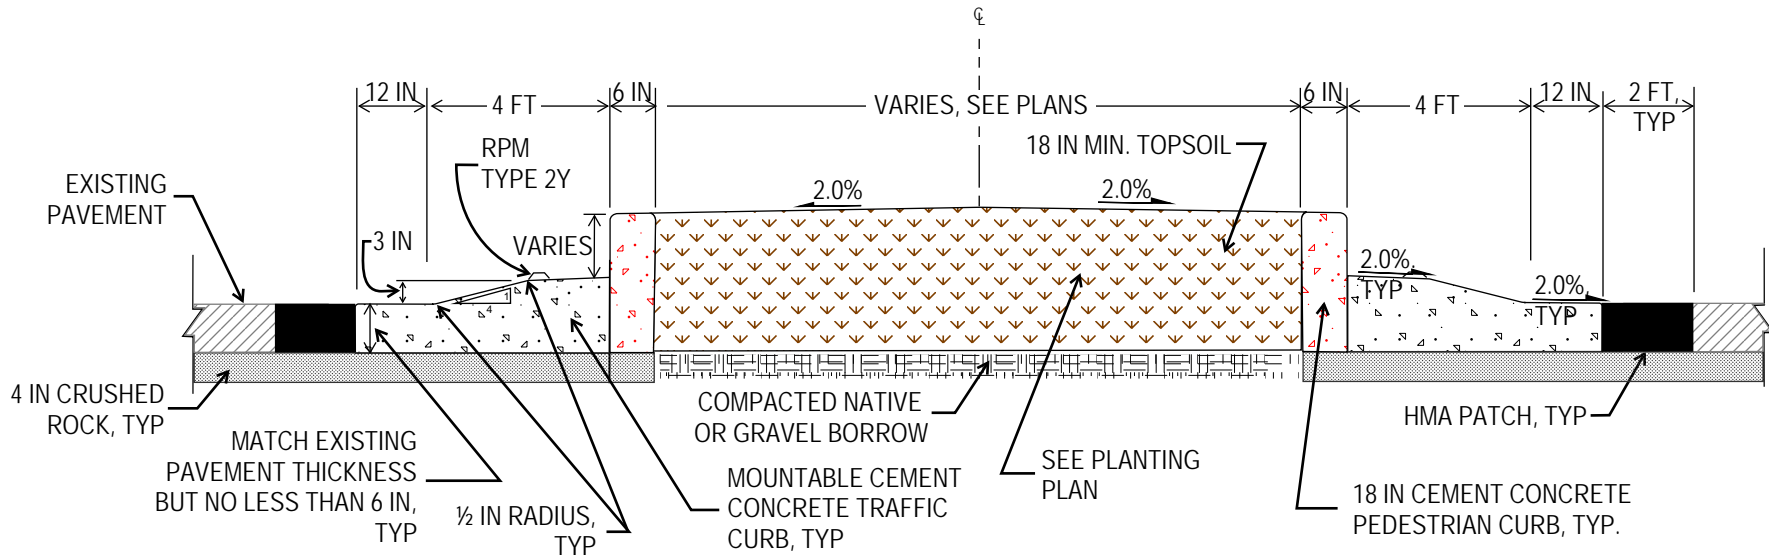 ℄
12 IN
4 FT
6 IN
VARIES, SEE PLANS
6 IN
4 FT
12 IN
2 FT,
TYP
RPM
TYPE 2Y
18 IN MIN. TOPSOIL
EXISTING
PAVEMENT
2.0%
2.0%
3 IN
VARIES
2.0%,
TYP
2.0%,
TYP
1
4
4 IN CRUSHED
ROCK, TYP
MATCH EXISTING
PAVEMENT THICKNESS
BUT NO LESS THAN 6 IN,
TYP
½ IN RADIUS,
TYP
MOUNTABLE CEMENT
CONCRETE TRAFFIC
CURB, TYP
COMPACTED NATIVE
OR GRAVEL BORROW
SEE PLANTING
PLAN
HMA PATCH, TYP
18 IN CEMENT CONCRETE
PEDESTRIAN CURB, TYP.